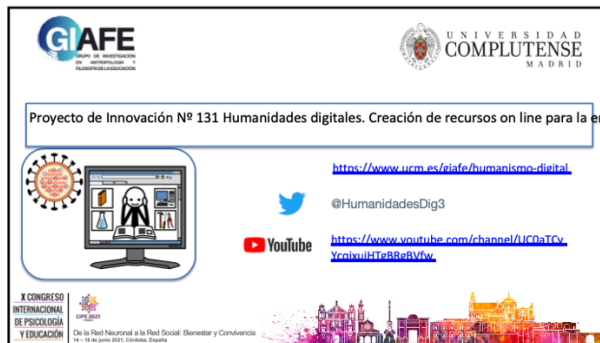 GIAFE
GRUPO DE INVESTIGACIÓN
EN ANTROPOLOGÍA Y
FILOSOFÍA DE LA EDUCACIÓN
UNIVERSIDAD
COMPLUTENSE
MADRID
Proyecto de Innovación Nº 131 Humanidades digitales. Creación de recursos on line para la en
https://www.ucm.es/giafe/humanismo-digital
@HumanidadesDig3
YouTube
https://www.youtube.com/channel/UC0aTCv
YcqixuiHTgBRgBVfw
X CONGRESO
INTERNACIONAL
DE PSICOLOGÍA
Y EDUCACIÓN
CIPE 2021
De la Red Neuronal a la Red Social: Bienestar y Convivencia
14 – 18 de junio 2021, Córdoba, España